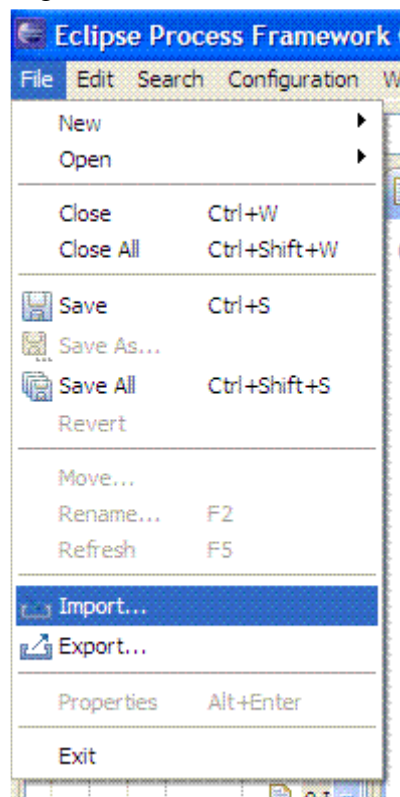 Eclipse Process Framework
File Edit Search Configuration
New
Open
Close Ctrl+W
Close All Ctrl+Shift+W
Save Ctrl+S
Save As...
Save All Ctrl+Shift+S
Revert
Move...
Rename... F2
Refresh F5
Import...
Export...
Properties Alt+Enter
Exit